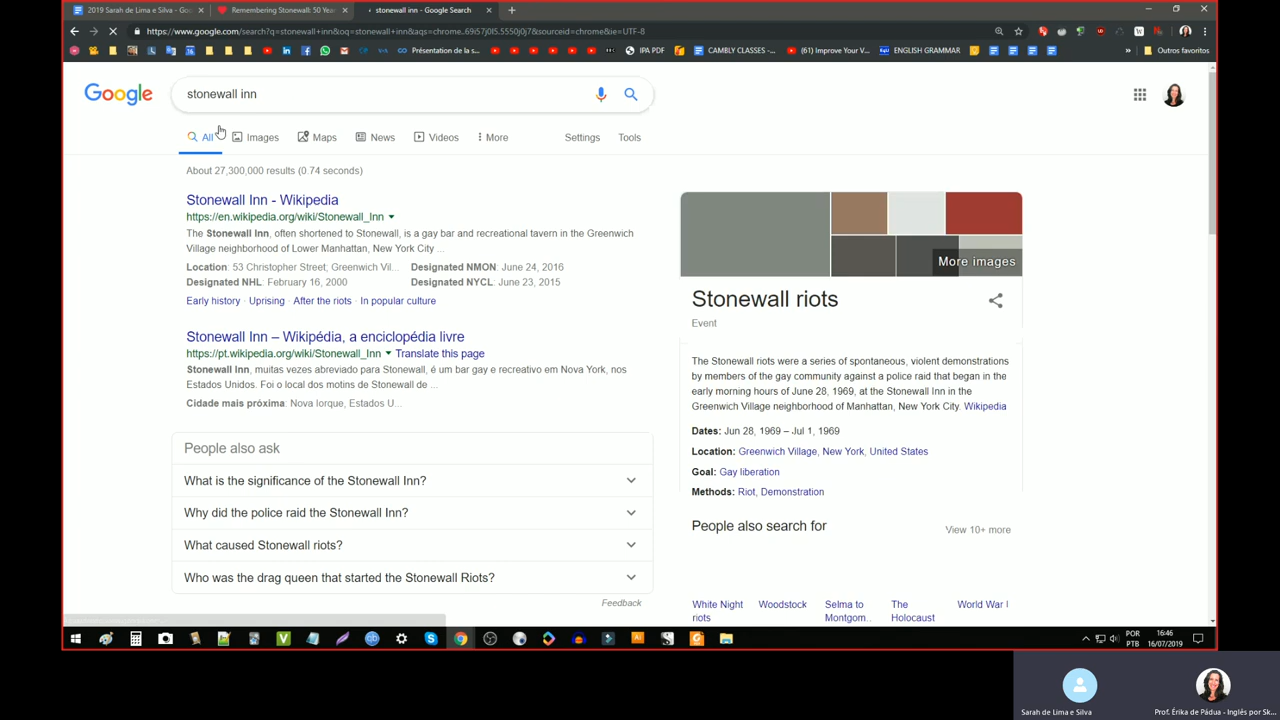 2019 Sarah de Lima e Silva - Goo
Remembering Stonewall: 50 Year
stonewall inn - Google Search
https://www.google.com/search?q=stonewall+inn&oq=stonewall+inn&aqs=chrome..69i57j0l5.5550j0j7&sourceid=chrome&ie=UTF-8
Présentation de la s...
IPA PDF
CAMBLY CLASSES -...
(61) Improve Your V...
ENGLISH GRAMMAR
»
Outros favoritos
Google
stonewall inn
All
Images
Maps
News
Videos
More
Settings
Tools
About 27,300,000 results (0.74 seconds)
Stonewall Inn - Wikipedia
https://en.wikipedia.org/wiki/Stonewall_Inn
The Stonewall Inn, often shortened to Stonewall, is a gay bar and recreational tavern in the Greenwich
Village neighborhood of Lower Manhattan, New York City ...
Location: 53 Christopher Street; Greenwich Vil... Designated NMON: June 24, 2016
Designated NHL: February 16, 2000 Designated NYCL: June 23, 2015
Early history · Uprising · After the riots · In popular culture
Stonewall Inn – Wikipédia, a enciclopédia livre
https://pt.wikipedia.org/wiki/Stonewall_Inn Translate this page
Stonewall Inn, muitas vezes abreviado para Stonewall, é um bar gay e recreativo em Nova York, nos
Estados Unidos. Foi o local dos motins de Stonewall de ...
Cidade mais próxima: Nova Iorque, Estados U...
People also ask
What is the significance of the Stonewall Inn?
Why did the police raid the Stonewall Inn?
What caused Stonewall riots?
Who was the drag queen that started the Stonewall Riots?
Feedback
More images
Stonewall riots
Event
The Stonewall riots were a series of spontaneous, violent demonstrations
by members of the gay community against a police raid that began in the
early morning hours of June 28, 1969, at the Stonewall Inn in the
Greenwich Village neighborhood of Manhattan, New York City. Wikipedia
Dates: Jun 28, 1969 – Jul 1, 1969
Location: Greenwich Village, New York, United States
Goal: Gay liberation
Methods: Riot, Demonstration
People also search for
View 10+ more
White Night
riots
Woodstock
Selma to
Montgom..
The
Holocaust
World War I
POR
PTB
16:46
16/07/2019
Sarah de Lima e Silva
Prof. Érika de Pádua - Inglês por Sk...